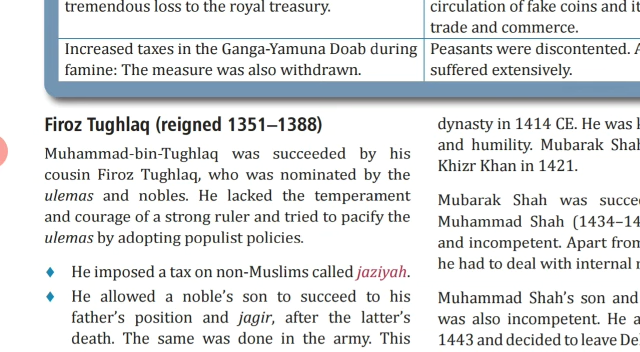 tremendous loss to the royal treasury.
circulation of fake coins and
trade and commerce.
Increased taxes in the Ganga-Yamuna Doab during
famine: The measure was also withdrawn.
Peasants were discontented.
suffered extensively.
Firoz Tughlaq (reigned 1351–1388)
Muhammad-bin-Tughlaq was succeeded by his
cousin Firoz Tughlaq, who was nominated by the
ulemas and nobles. He lacked the temperament
and courage of a strong ruler and tried to pacify the
ulemas by adopting populist policies.
♦ He imposed a tax on non-Muslims called jaziyah.
♦ He allowed a noble's son to succeed to his
father's position and jagir, after the latter's
death. The same was done in the army. This
dynasty in 1414 CE. He was
and humility. Mubarak Shah
Khizr Khan in 1421.
Mubarak Shah was
Muhammad Shah (1434–14
and incompetent. Apart from
he had to deal with internal
Muhammad Shah's son and
was also incompetent. He
1443 and decided to leave